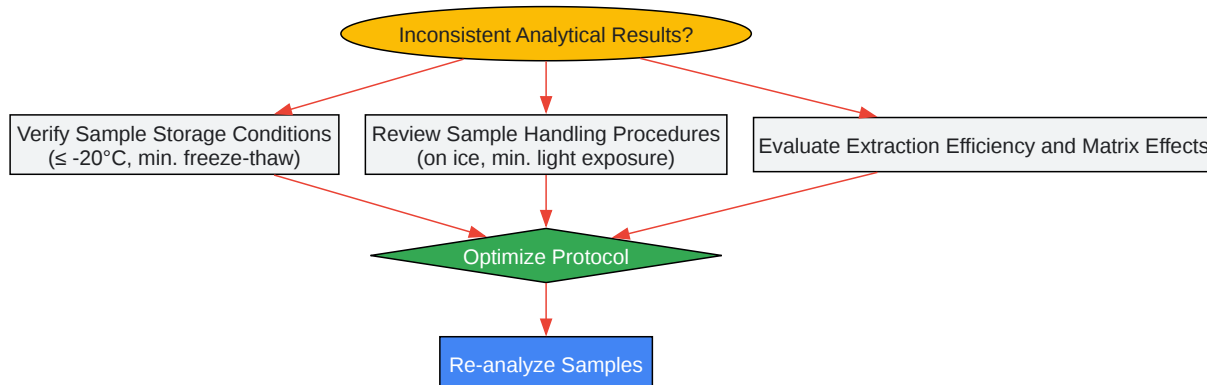 Inconsistent Analytical Results?
Verify Sample Storage Conditions
(≤ -20°C, min. freeze-thaw)
Review Sample Handling Procedures
(on ice, min. light exposure)
Evaluate Extraction Efficiency and Matrix Effects
Optimize Protocol
Re-analyze Samples